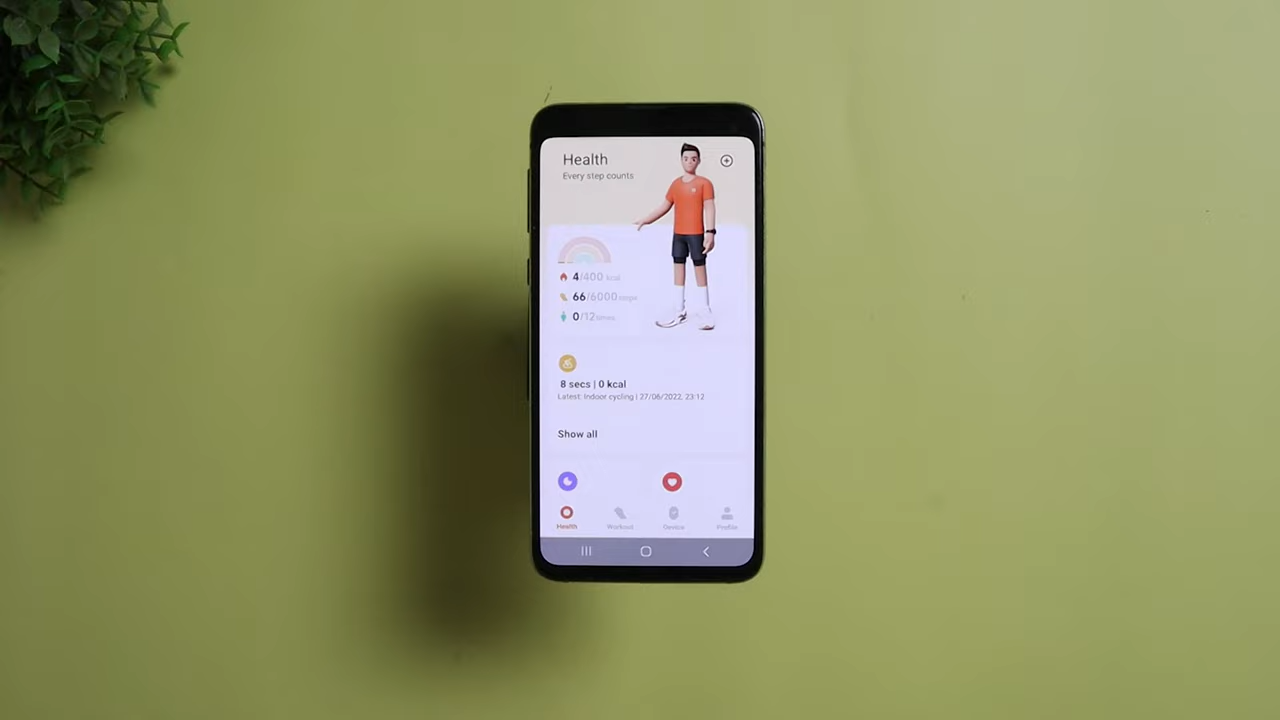 Health
Every step counts
4/400 kcal
66/6000 steps
0/12 times
8 secs | 0 kcal
Latest: Indoor cycling | 27/06/2022, 23:12
Show all
Health Workout Device Profile